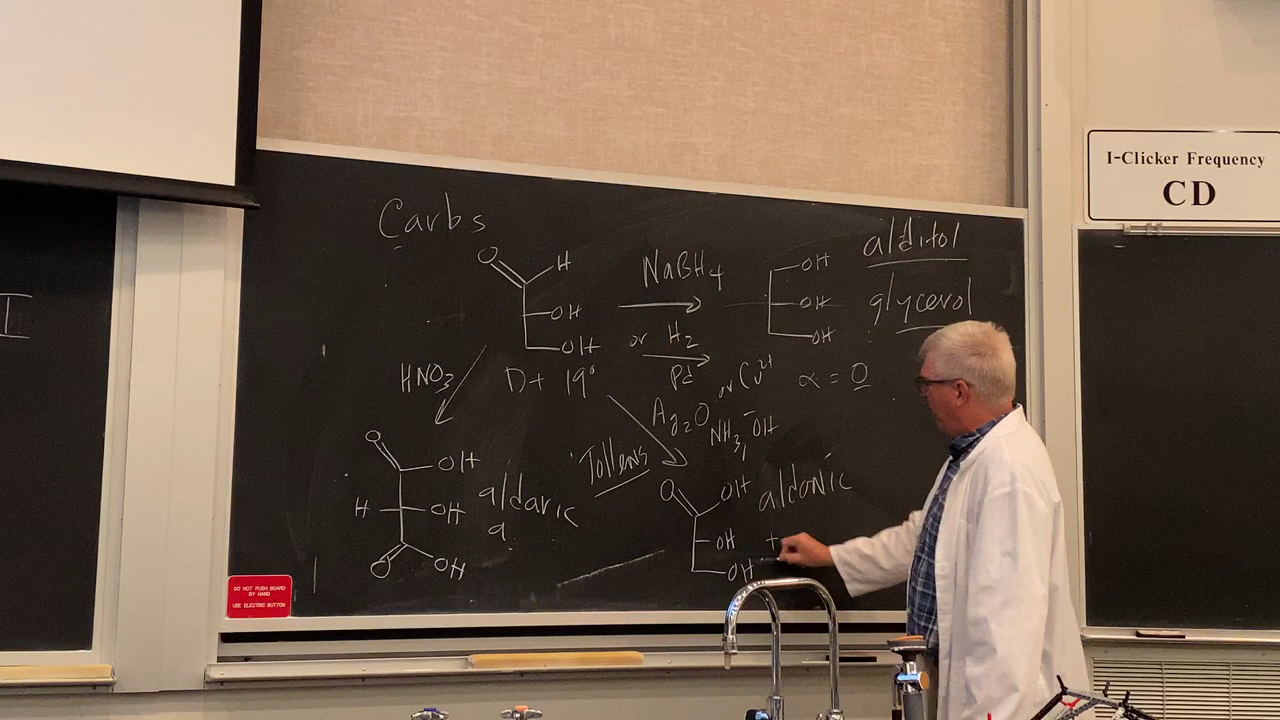 Carbs
O
H
OH
OH
D+ 19°
NaBH4
or H2
Pd
OH
OH
OH
alditol
glycerol
α = 0
HNO3
O
OH
H
OH
O
OH
aldaric
a.
Tollens
Ag2O or Cu2+
NH3, -OH
O
OH
OH
OH
aldonic
+
I
DO NOT PUSH BOARD
BY HAND
USE ELECTRIC BUTTON
I-Clicker Frequency
CD